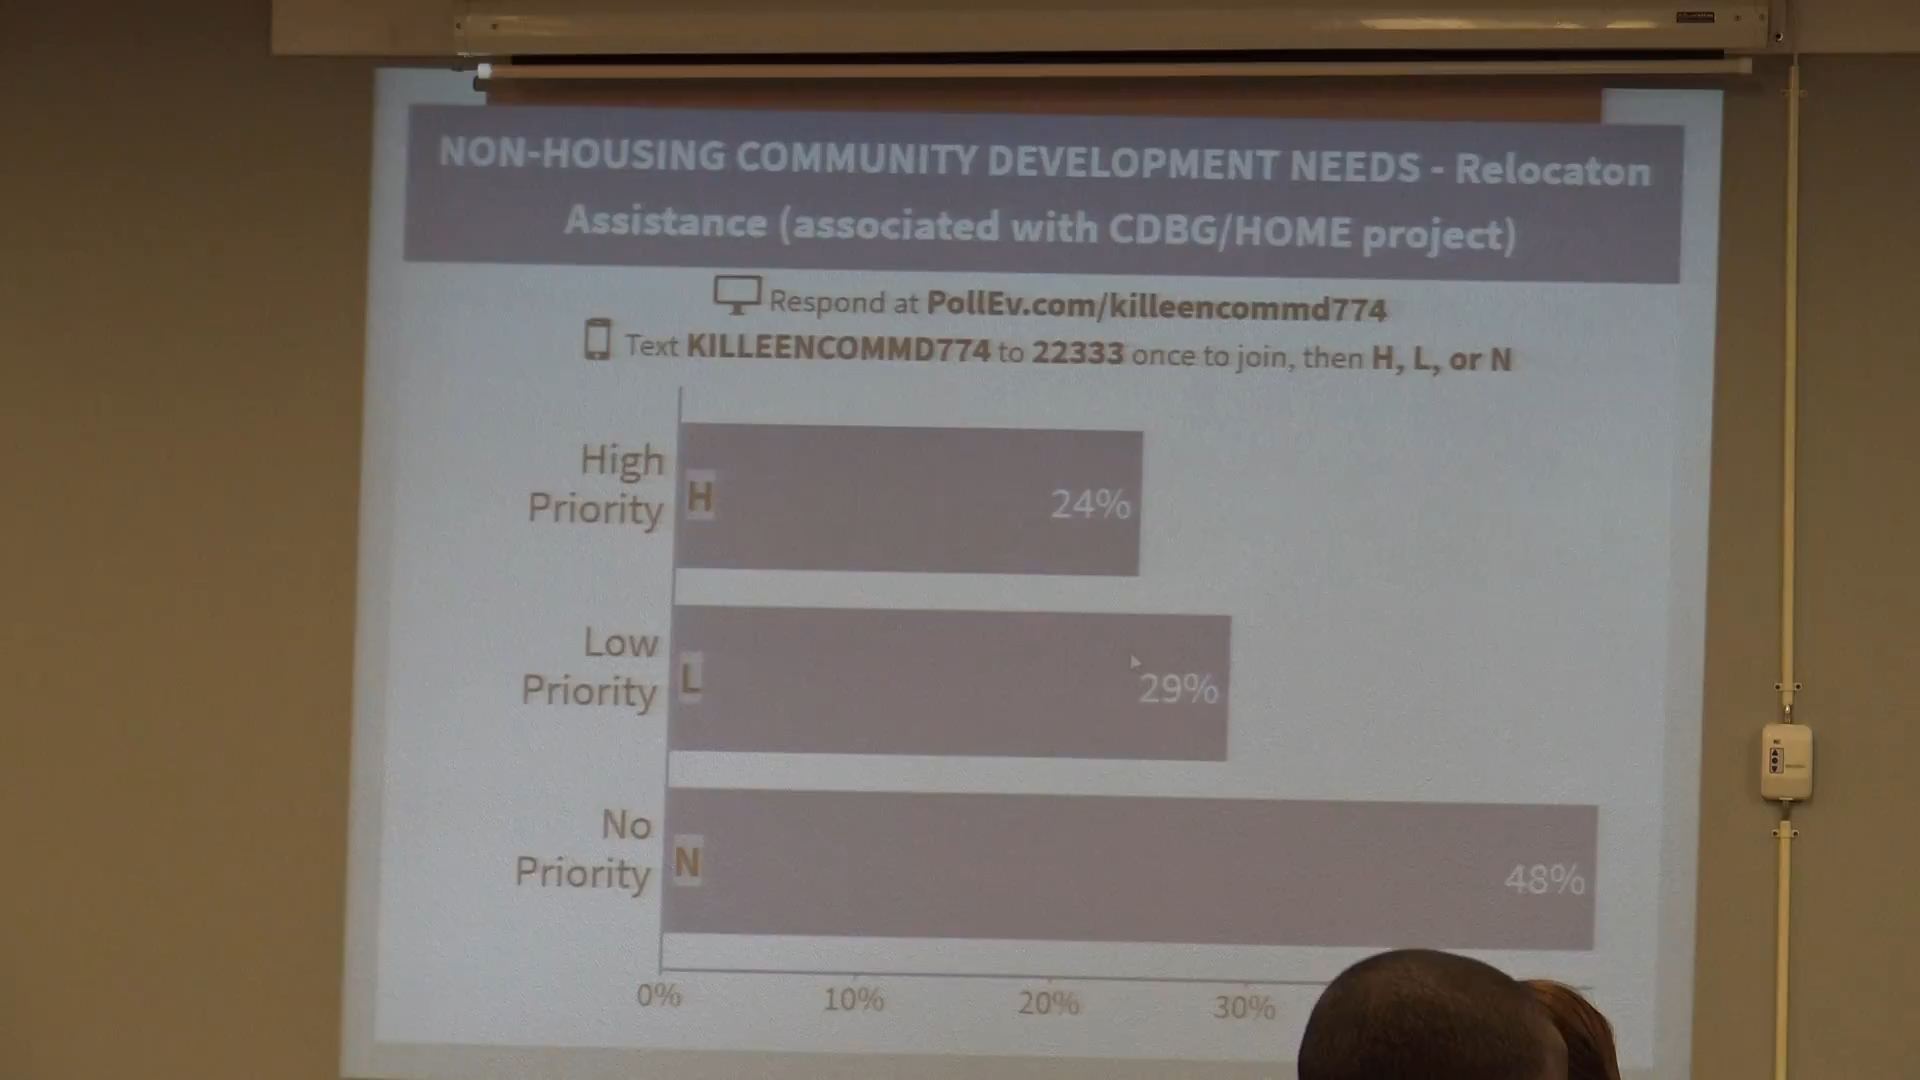 NON-HOUSING COMMUNITY DEVELOPMENT NEEDS - Relocaton
Assistance (associated with CDBG/HOME project)
Respond at PollEv.com/killeencommd774
Text KILLEENCOMMD774 to 22333 once to join, then H, L, or N
High
Priority
H
24%
Low
Priority
L
29%
No
Priority
N
48%
0% 10% 20% 30%